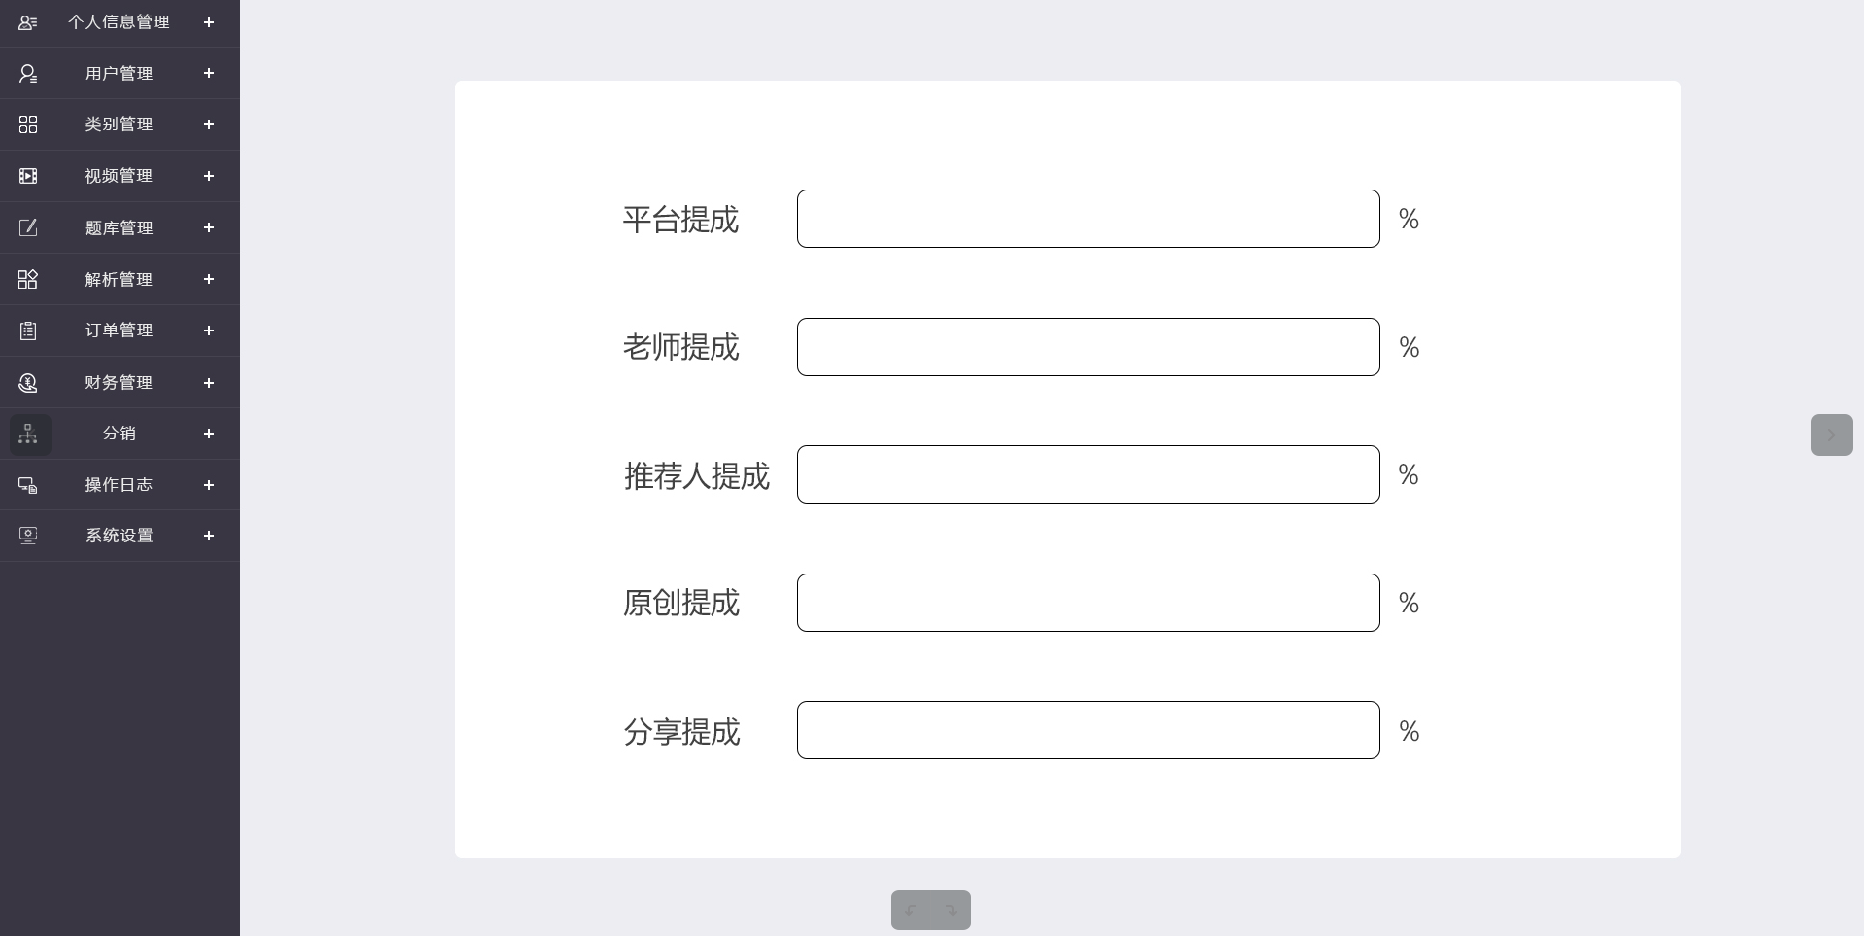 个人信息管理 +
用户管理 +
类别管理 +
视频管理 +
题库管理 +
解析管理 +
订单管理 +
财务管理 +
分销 +
操作日志 +
系统设置 +
平台提成 %
老师提成 %
推荐人提成 %
原创提成 %
分享提成 %